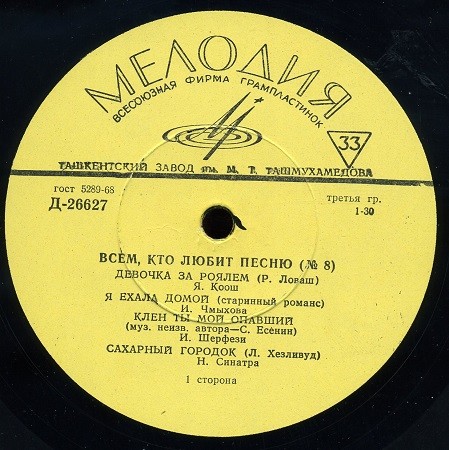 МЕЛОДИЯ
ВСЕСОЮЗНАЯ ФИРМА ГРАМПЛАСТИНОК
33
ТАШКЕНТСКИЙ ЗАВОД им. М. Т. ТАШМУХАМЕДОВА
гост 5289-68
третья гр.
Д-26627
1-30
ВСЕМ, КТО ЛЮБИТ ПЕСНЮ (№ 8)
ДЕВОЧКА ЗА РОЯЛЕМ (Р. Ловаш)
Я. Коош
Я ЕХАЛА ДОМОЙ (старинный романс)
И. Чмыхова
КЛЕН ТЫ МОЙ ОПАВШИЙ
(муз. неизв. автора—С. Есенин)
И. Шерфези
САХАРНЫЙ ГОРОДОК (Л. Хезливуд)
Н. Синатра
1 сторона